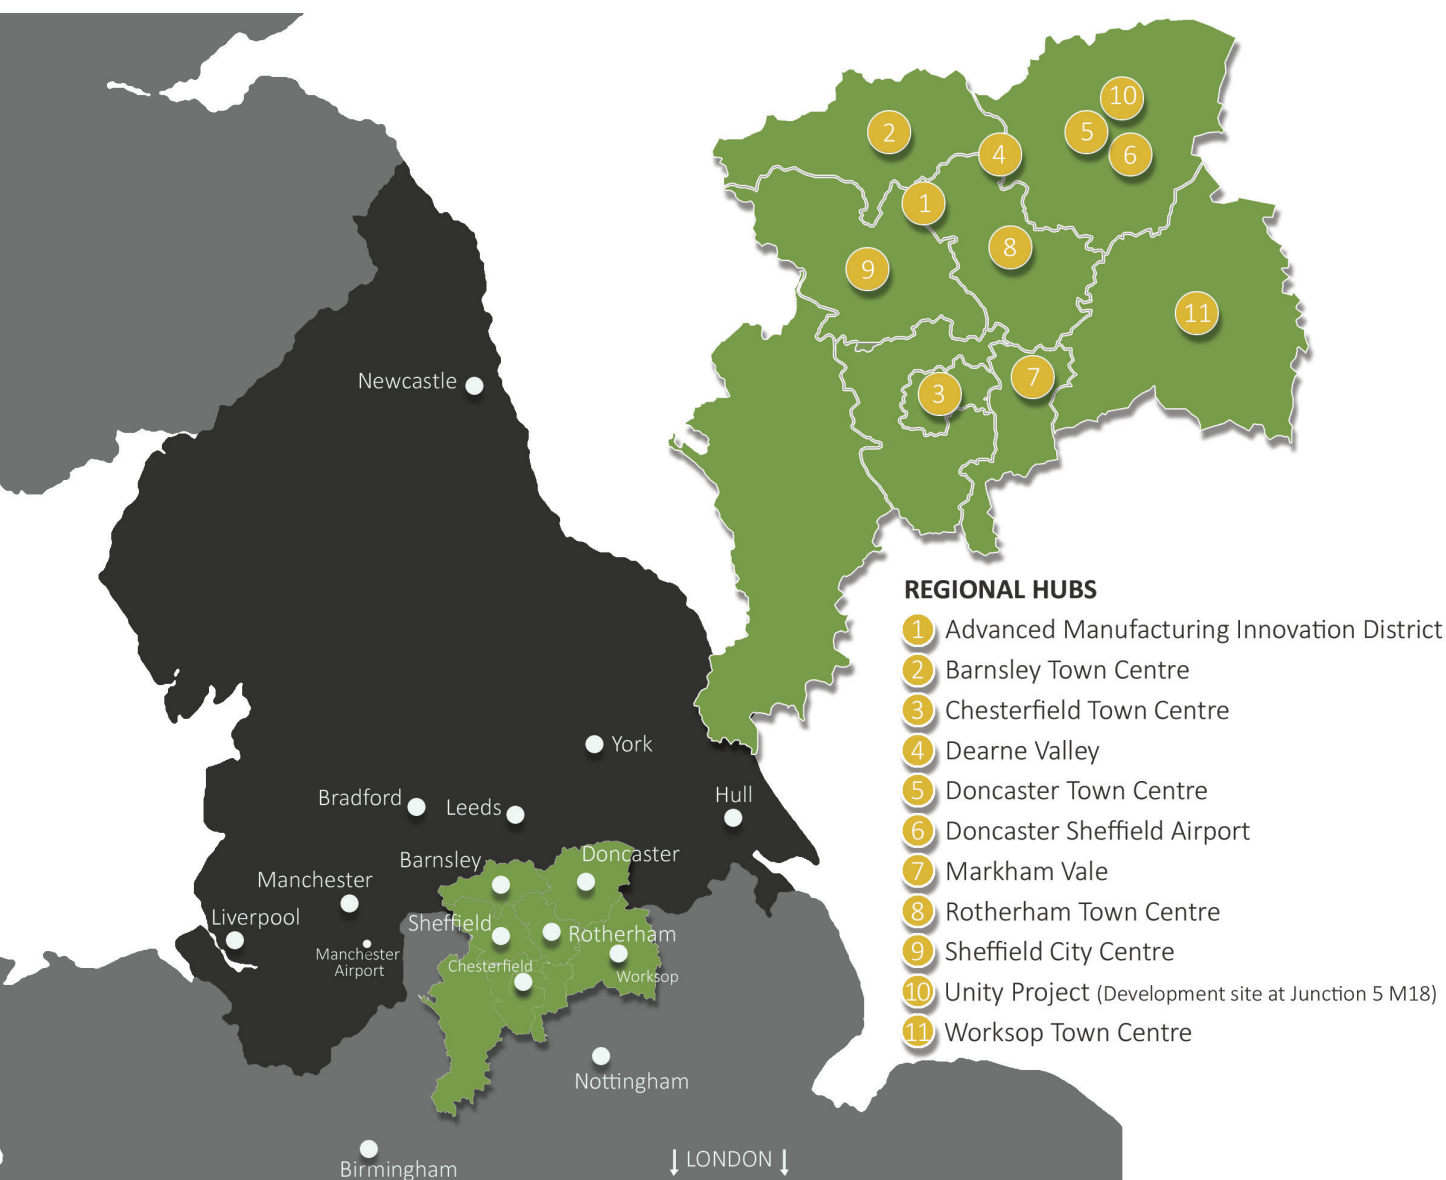 10
2
5
4
6
1
8
9
11
7
3
Newcastle
REGIONAL HUBS
1 Advanced Manufacturing Innovation District
2 Barnsley Town Centre
3 Chesterfield Town Centre
4 Dearne Valley
5 Doncaster Town Centre
6 Doncaster Sheffield Airport
7 Markham Vale
8 Rotherham Town Centre
9 Sheffield City Centre
10 Unity Project (Development site at Junction 5 M18)
11 Worksop Town Centre
York
Bradford
Leeds
Hull
Barnsley
Doncaster
Manchester
Liverpool
Sheffield
Rotherham
Manchester
Airport
Chesterfield
Worksop
Nottingham
Birmingham
↓ LONDON ↓